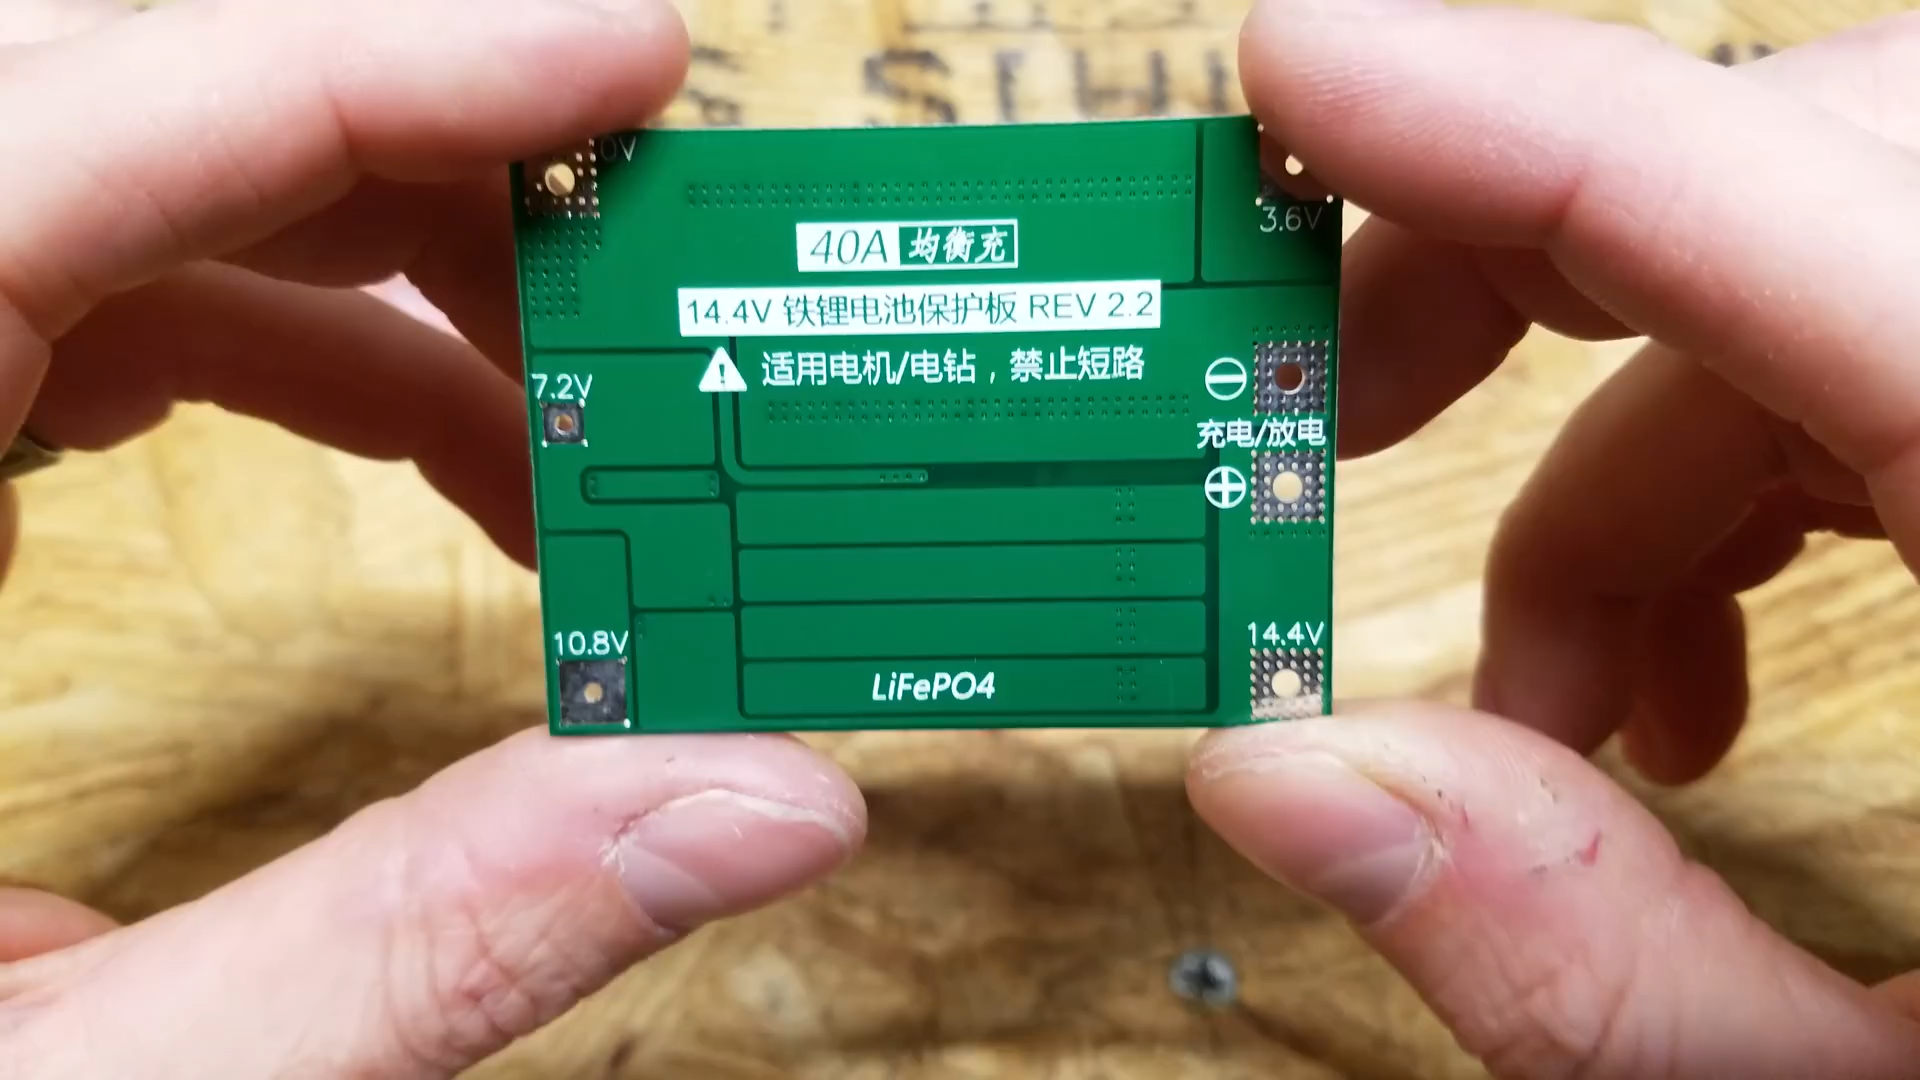 0V
40A 均衡充
3.6V
14.4V 铁锂电池保护板 REV 2.2
适用电机/电钻，禁止短路
7.2V
充电/放电
10.8V
14.4V
LiFePO4